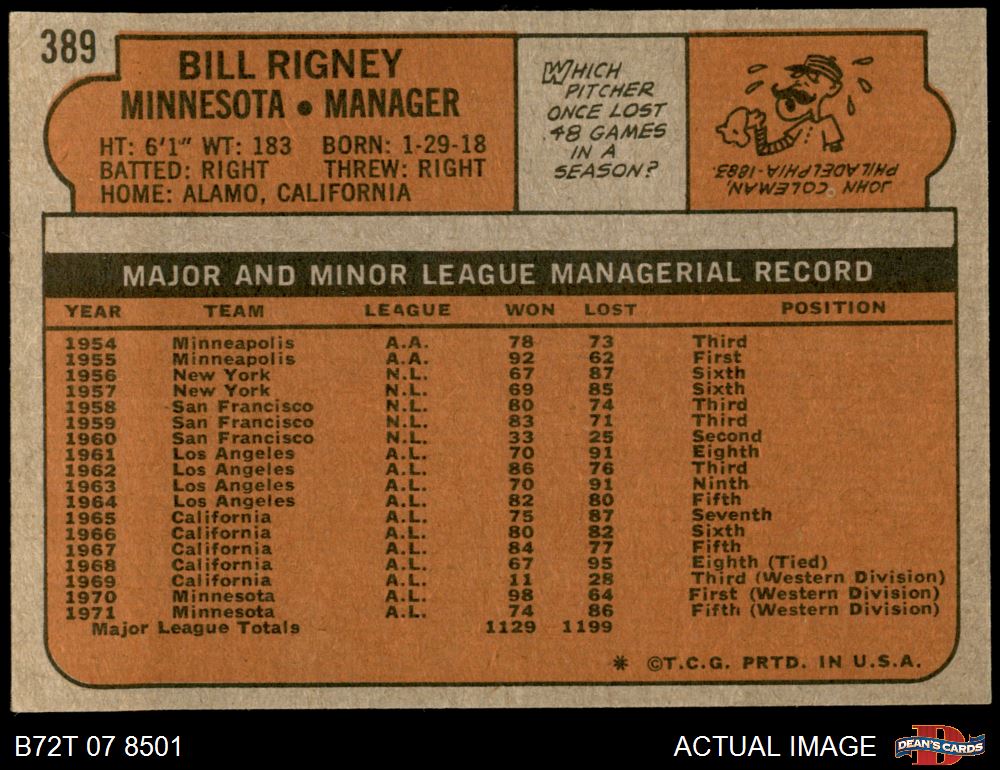 389
BILL RIGNEY
MINNESOTA • MANAGER
HT: 6'1" WT: 183 BORN: 1-29-18
BATTED: RIGHT THREW: RIGHT
HOME: ALAMO, CALIFORNIA
WHICH
PITCHER
ONCE LOST
48 GAMES
IN A
SEASON?
JOHN COLEMAN,
PHILADELPHIA-1883.
MAJOR AND MINOR LEAGUE MANAGERIAL RECORD
YEAR TEAM LEAGUE WON LOST POSITION
1954 Minneapolis A.A. 78 73 Third
1955 Minneapolis A.A. 92 62 First
1956 New York N.L. 67 87 Sixth
1957 New York N.L. 69 85 Sixth
1958 San Francisco N.L. 80 74 Third
1959 San Francisco N.L. 83 71 Third
1960 San Francisco N.L. 33 25 Second
1961 Los Angeles A.L. 70 91 Eighth
1962 Los Angeles A.L. 86 76 Third
1963 Los Angeles A.L. 70 91 Ninth
1964 Los Angeles A.L. 82 80 Fifth
1965 California A.L. 75 87 Seventh
1966 California A.L. 80 82 Sixth
1967 California A.L. 84 77 Fifth
1968 California A.L. 67 95 Eighth (Tied)
1969 California A.L. 11 28 Third (Western Division)
1970 Minnesota A.L. 98 64 First (Western Division)
1971 Minnesota A.L. 74 86 Fifth (Western Division)
Major League Totals 1129 1199
* ©T.C.G. PRTD. IN U.S.A.
B72T 07 8501
ACTUAL IMAGE
DEAN'S CARDS